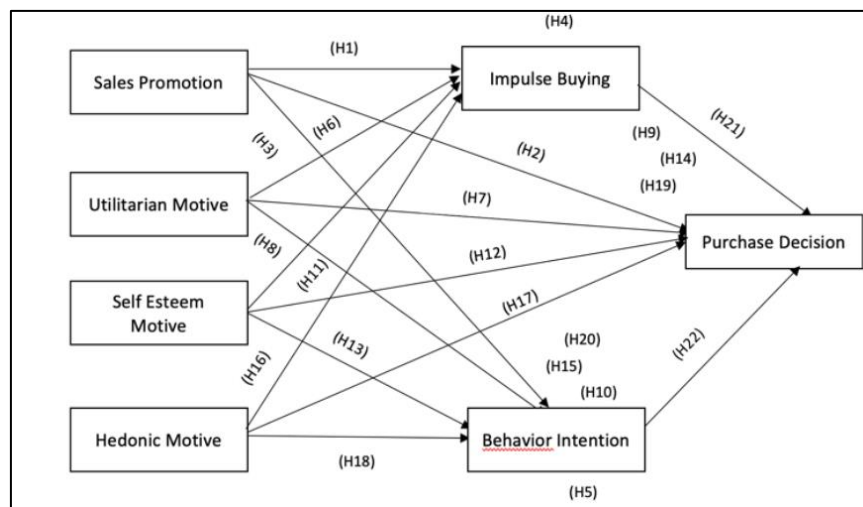 (H4)
(H1)
Sales Promotion
Impulse Buying
(H3)
(H6)
(H21)
(H9)
(H2)
(H14)
(H19)
Utilitarian Motive
(H7)
Purchase Decision
(H8)
(H11)
(H12)
Self Esteem
Motive
(H17)
(H13)
(H20)
(H22)
(H15)
(H16)
(H10)
Hedonic Motive
Behavior Intention
(H18)
(H5)